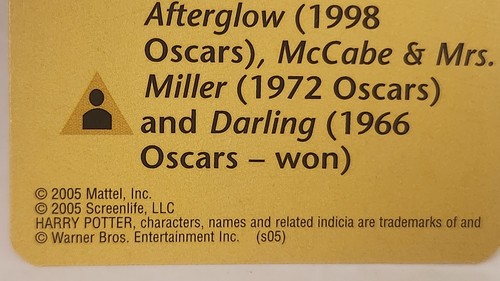 Afterglow (1998
Oscars), McCabe & Mrs.
Miller (1972 Oscars)
and Darling (1966
Oscars – won)
© 2005 Mattel, Inc.
© 2005 Screenlife, LLC
HARRY POTTER, characters, names and related indicia are trademarks of and
© Warner Bros. Entertainment Inc. (s05)